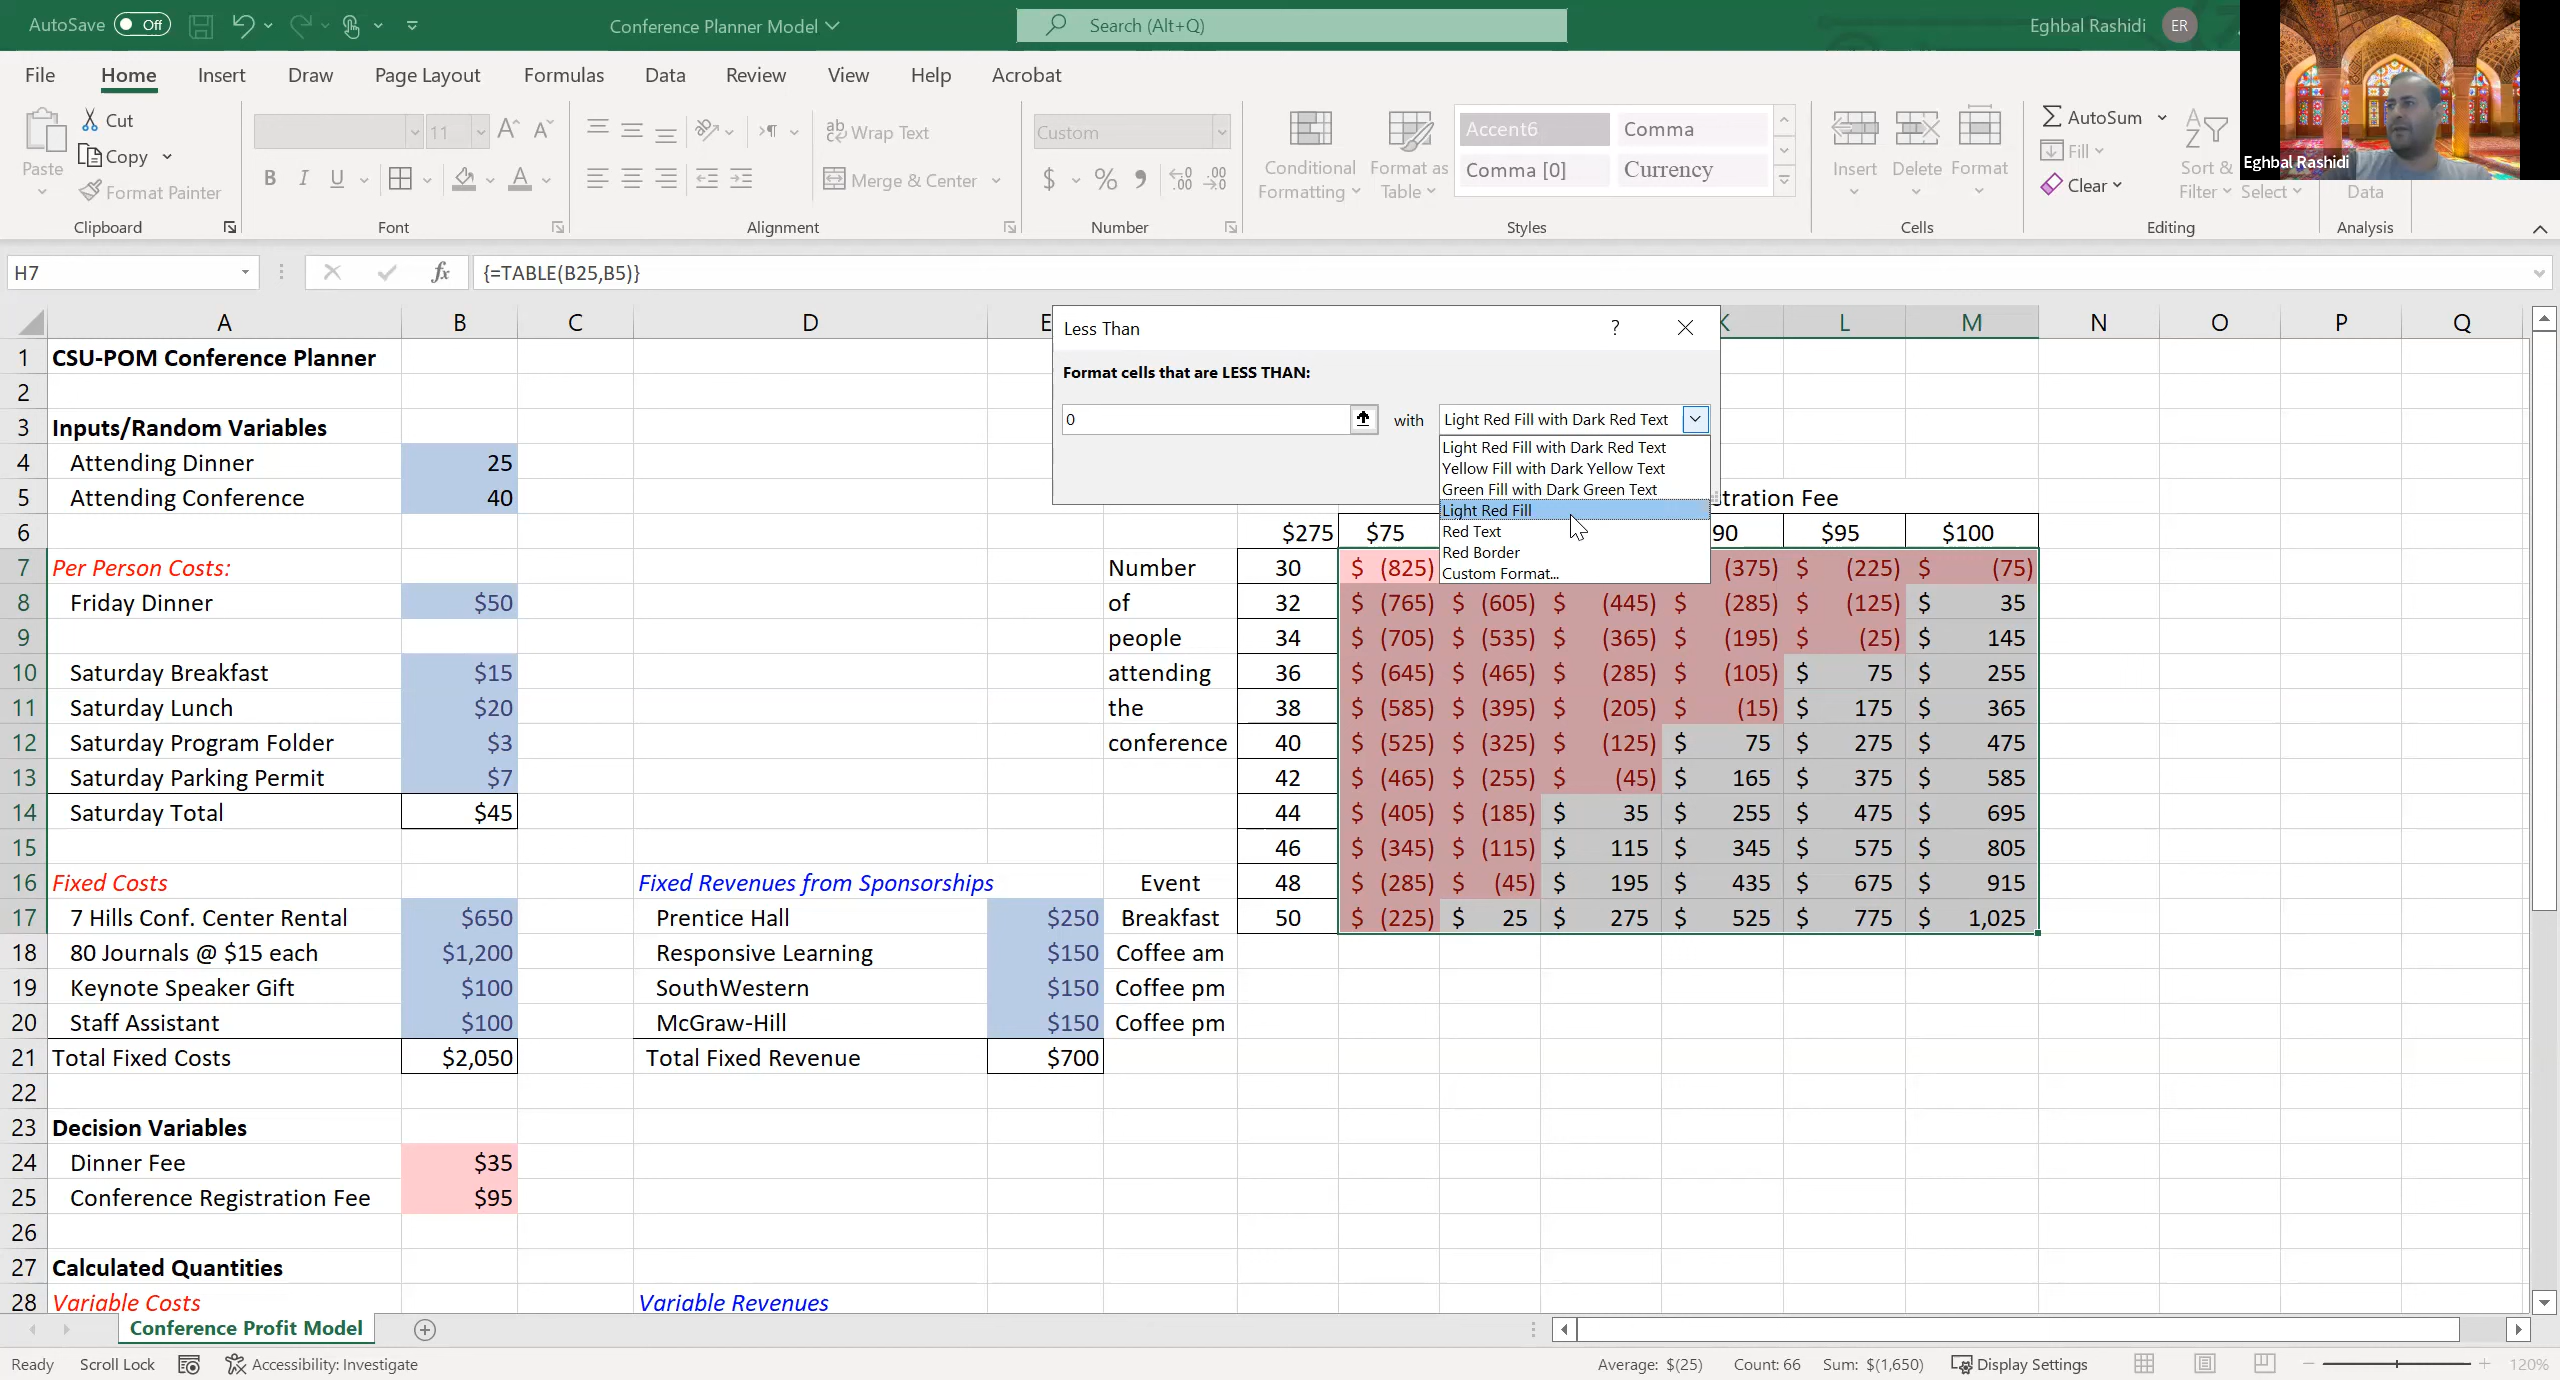 AutoSave Off Conference Planner Model Search (Alt+Q) Eghbal Rashidi ER
File Home Insert Draw Page Layout Formulas Data Review View Help Acrobat
Paste Cut Copy Format Painter Clipboard
11 B I U Font
Wrap Text Merge & Center Alignment
Custom $ % Number
Conditional Formatting Format as Table Accent6 Comma Comma [0] Currency Styles
Insert Delete Format Cells
AutoSum Fill Clear Sort & Filter Select Editing
Data Analysis
Eghbal Rashidi
H7 fx {=TABLE(B25,B5)}
A B C D E K L M N O P Q
Less Than ?
Format cells that are LESS THAN:
0 with Light Red Fill with Dark Red Text
Light Red Fill with Dark Red Text
Yellow Fill with Dark Yellow Text
Green Fill with Dark Green Text
Light Red Fill
Red Text
Red Border
Custom Format...
1 CSU-POM Conference Planner
2
3 Inputs/Random Variables
4 Attending Dinner 25
5 Attending Conference 40 stration Fee
6 $275 $75 90 $95 $100
7 Per Person Costs: Number 30 $ (825) (375) $ (225) $ (75)
8 Friday Dinner $50 of 32 $ (765) $ (605) $ (445) $ (285) $ (125) $ 35
9 people 34 $ (705) $ (535) $ (365) $ (195) $ (25) $ 145
10 Saturday Breakfast $15 attending 36 $ (645) $ (465) $ (285) $ (105) $ 75 $ 255
11 Saturday Lunch $20 the 38 $ (585) $ (395) $ (205) $ (15) $ 175 $ 365
12 Saturday Program Folder $3 conference 40 $ (525) $ (325) $ (125) $ 75 $ 275 $ 475
13 Saturday Parking Permit $7 42 $ (465) $ (255) $ (45) $ 165 $ 375 $ 585
14 Saturday Total $45 44 $ (405) $ (185) $ 35 $ 255 $ 475 $ 695
15 46 $ (345) $ (115) $ 115 $ 345 $ 575 $ 805
16 Fixed Costs Fixed Revenues from Sponsorships Event 48 $ (285) $ (45) $ 195 $ 435 $ 675 $ 915
17 7 Hills Conf. Center Rental $650 Prentice Hall $250 Breakfast 50 $ (225) $ 25 $ 275 $ 525 $ 775 $ 1,025
18 80 Journals @ $15 each $1,200 Responsive Learning $150 Coffee am
19 Keynote Speaker Gift $100 SouthWestern $150 Coffee pm
20 Staff Assistant $100 McGraw-Hill $150 Coffee pm
21 Total Fixed Costs $2,050 Total Fixed Revenue $700
22
23 Decision Variables
24 Dinner Fee $35
25 Conference Registration Fee $95
26
27 Calculated Quantities
28 Variable Costs Variable Revenues
Conference Profit Model
Ready Scroll Lock Accessibility: Investigate Average: $(25) Count: 66 Sum: $(1,650) Display Settings 120%